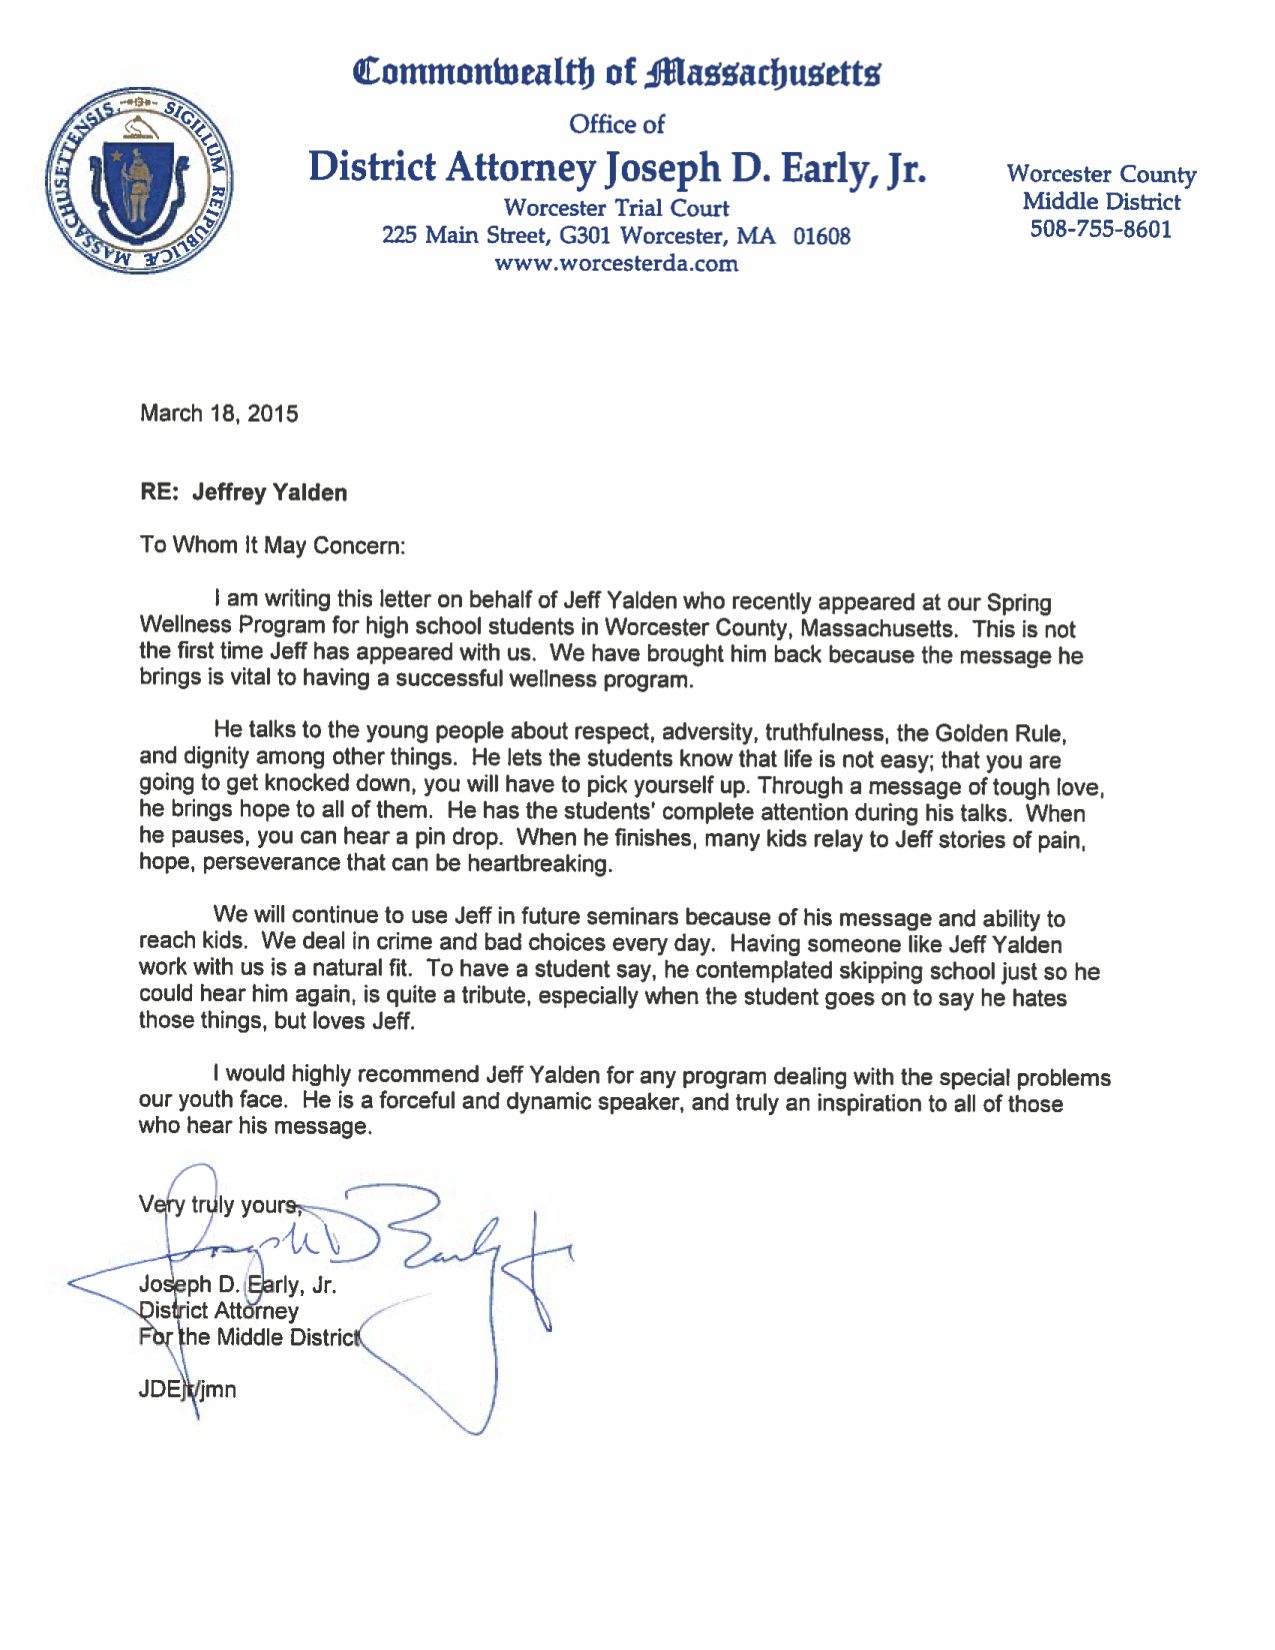 Commonwealth of Massachusetts
Office of
District Attorney Joseph D. Early, Jr.
Worcester Trial Court
225 Main Street, G301 Worcester, MA 01608
www.worcesterda.com
Worcester County
Middle District
508-755-8601
SIGILLUM REIPUBLICÆ MASSACHUSETTENSIS.
March 18, 2015
RE: Jeffrey Yalden
To Whom It May Concern:
I am writing this letter on behalf of Jeff Yalden who recently appeared at our Spring
Wellness Program for high school students in Worcester County, Massachusetts. This is not
the first time Jeff has appeared with us. We have brought him back because the message he
brings is vital to having a successful wellness program.
He talks to the young people about respect, adversity, truthfulness, the Golden Rule,
and dignity among other things. He lets the students know that life is not easy; that you are
going to get knocked down, you will have to pick yourself up. Through a message of tough love,
he brings hope to all of them. He has the students' complete attention during his talks. When
he pauses, you can hear a pin drop. When he finishes, many kids relay to Jeff stories of pain,
hope, perseverance that can be heartbreaking.
We will continue to use Jeff in future seminars because of his message and ability to
reach kids. We deal in crime and bad choices every day. Having someone like Jeff Yalden
work with us is a natural fit. To have a student say, he contemplated skipping school just so he
could hear him again, is quite a tribute, especially when the student goes on to say he hates
those things, but loves Jeff.
I would highly recommend Jeff Yalden for any program dealing with the special problems
our youth face. He is a forceful and dynamic speaker, and truly an inspiration to all of those
who hear his message.
Very truly yours,
Joseph D Early Jr
Joseph D. Early, Jr.
District Attorney
For the Middle District
JDEjr/jmn